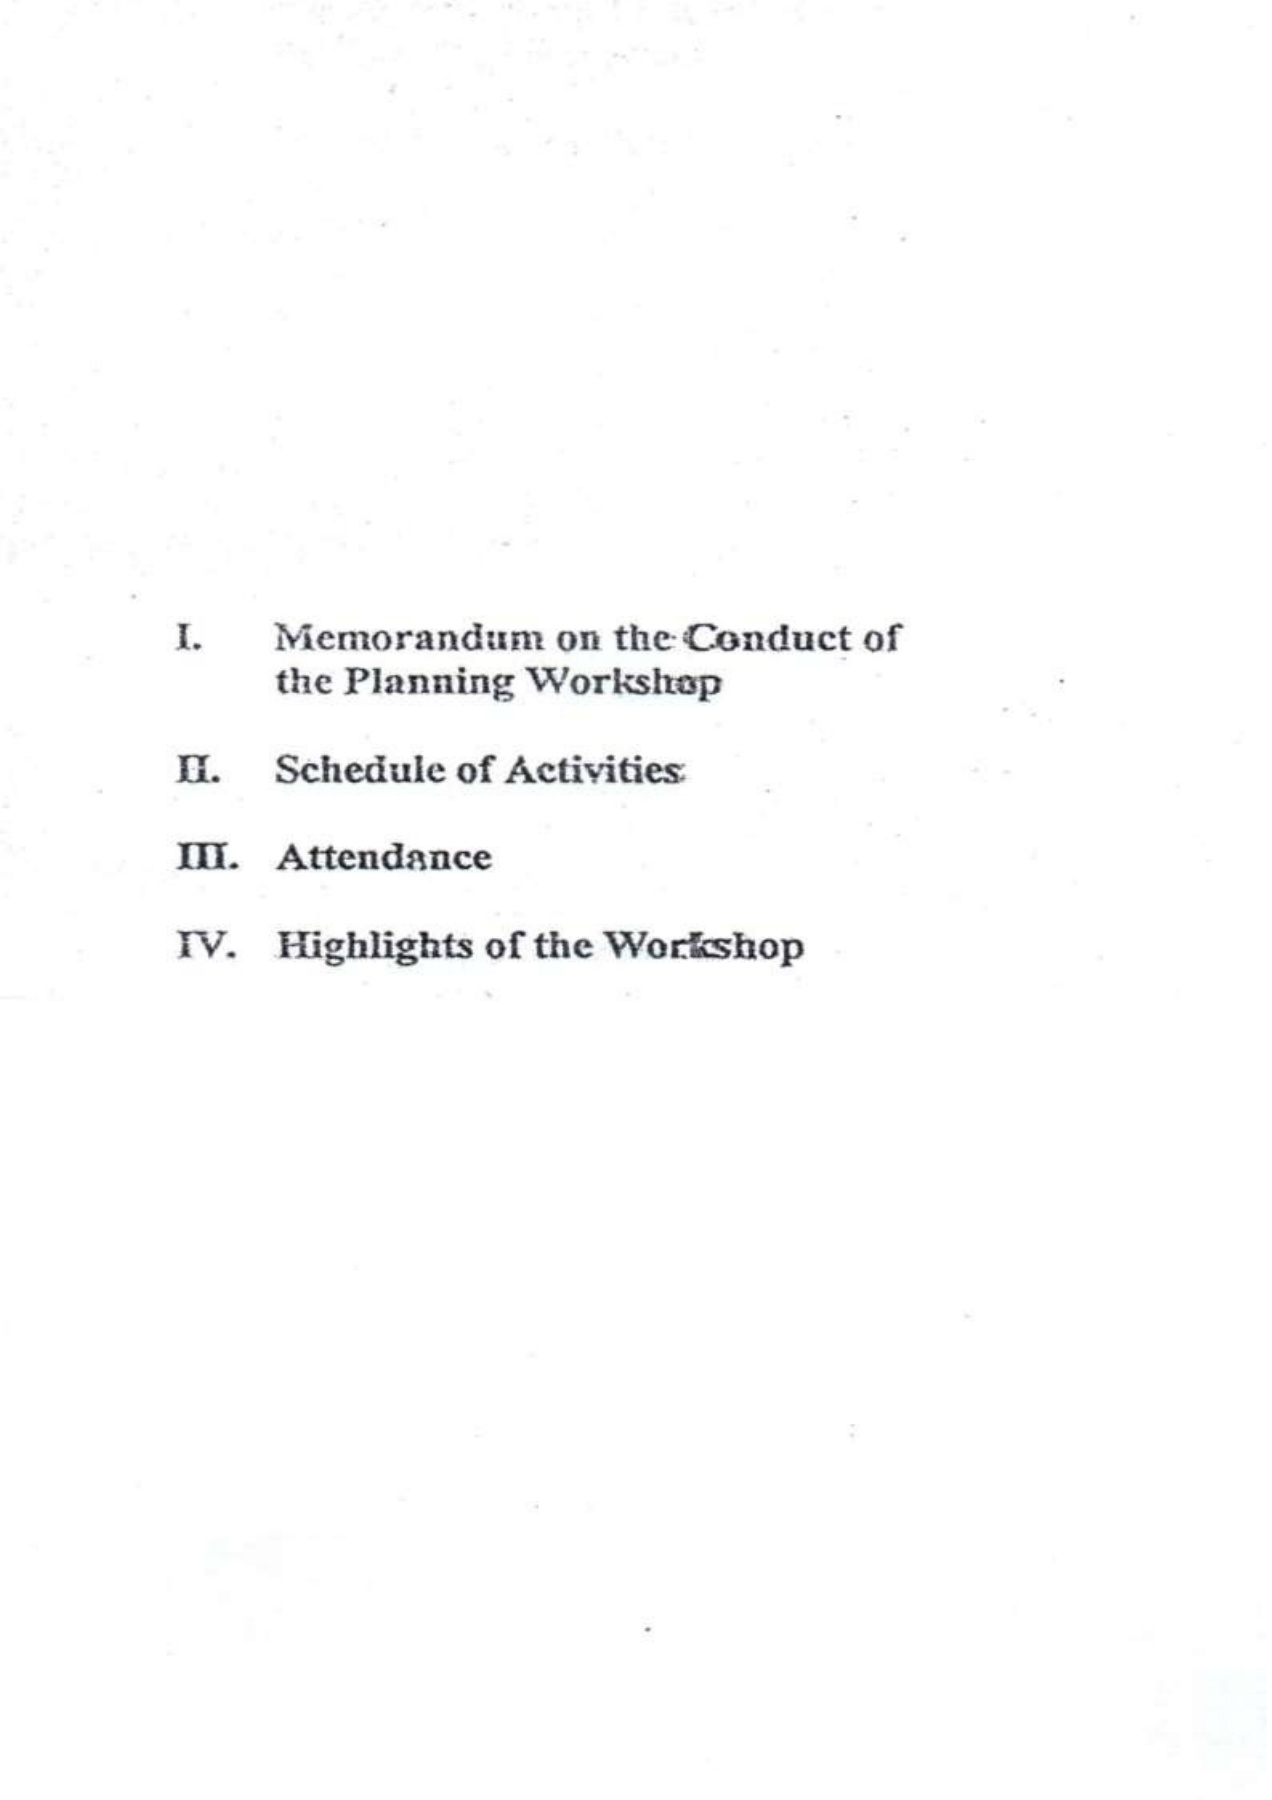 I. Memorandum on the Conduct of
the Planning Workshop
II. Schedule of Activities
III. Attendance
IV. Highlights of the Workshop